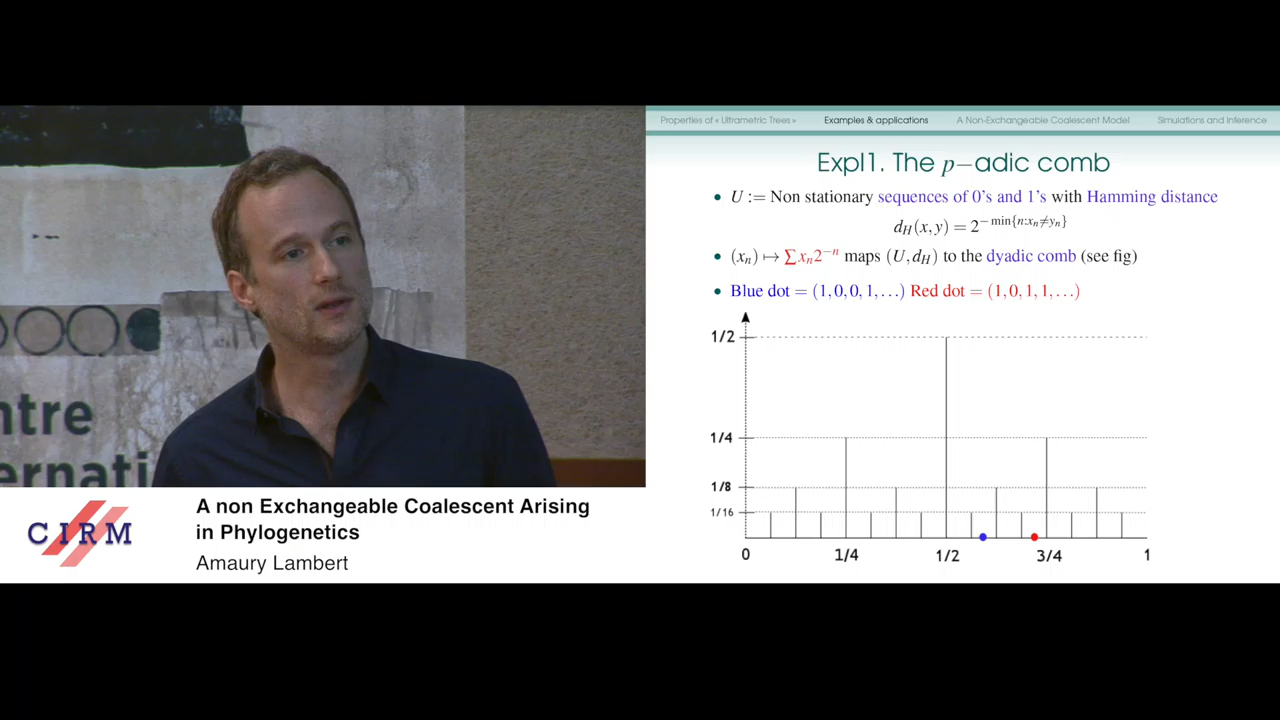 Properties of « Ultrametric Trees » Examples & applications A Non-Exchangeable Coalescent Model Simulations and Inference
Expl1. The p−adic comb
• U := Non stationary sequences of 0's and 1's with Hamming distance
d_H(x,y) = 2^{−min{n:x_n≠y_n}}
• (x_n) ↦ ∑x_n2^{−n} maps (U,d_H) to the dyadic comb (see fig)
• Blue dot = (1,0,0,1,…) Red dot = (1,0,1,1,…)
1/2
1/4
1/8
1/16
0 1/4 1/2 3/4 1
ntre
ernati
CIRM
A non Exchangeable Coalescent Arising
in Phylogenetics
Amaury Lambert